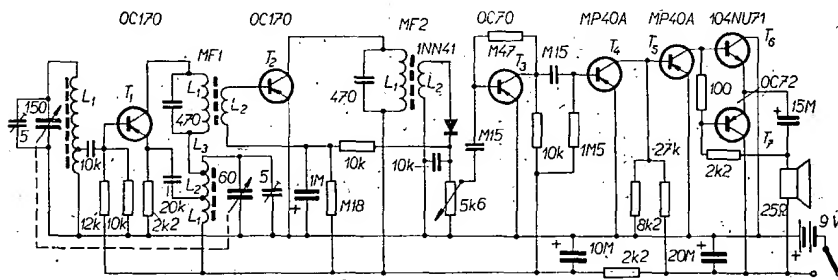 OC170 OC170 MF2 OC70 MP40A MP40A 104NU71
MF1 1NN41 M47 M15 T5 T6
T2 T3 T4
150 L1 T1 L1 L2 470 L1 L2 100 OC72
5 470 15M
10k L3 M15 10k 1M5 T7
10k 27k 2k2
60 5 1M 10k
20k L2 M18 5k6 8k2 25Ω
12k 10k 2k2 L1 9V
+ 10M 2k2 20M +